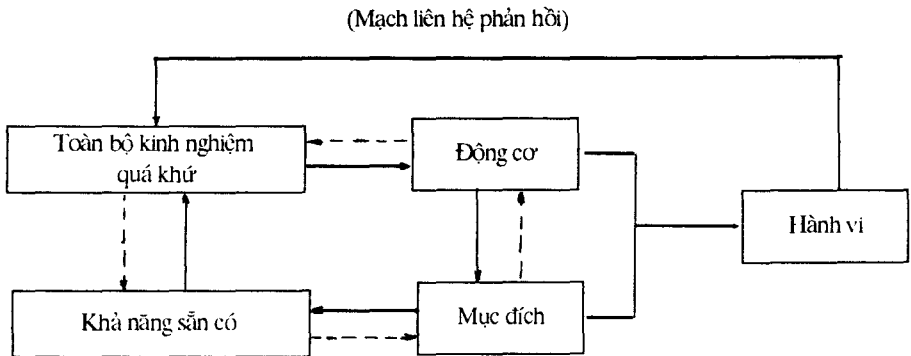 (Mạch liên hệ phản hồi)
Toàn bộ kinh nghiệm
quá khứ
Động cơ
Hành vi
Khả năng sẵn có
Mục đích